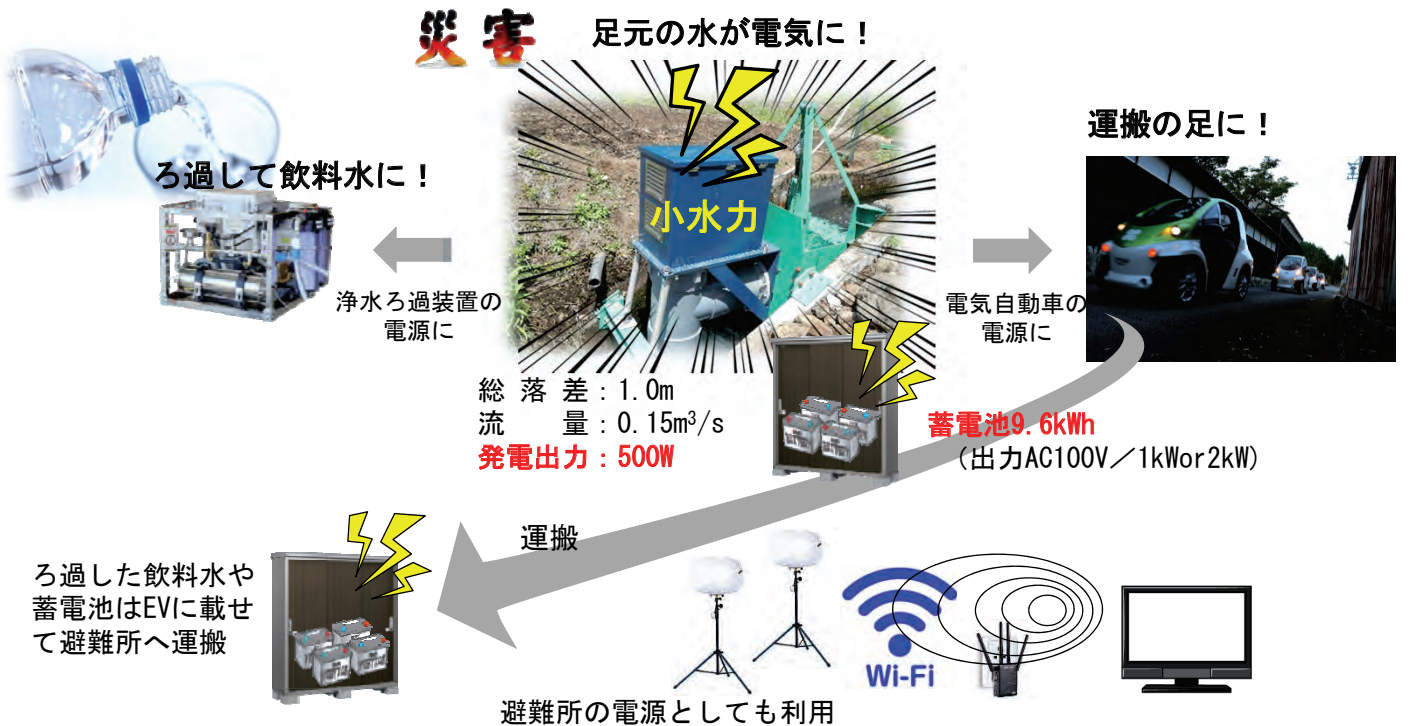 災害
足元の水が電気に！
運搬の足に！
ろ過して飲料水に！
小水力
浄水ろ過装置の
電源に
電気自動車の
電源に
総落差：1.0m
流量：0.15m³/s
発電出力：500W
蓄電池9.6kWh
（出力AC100V／1kWor2kW）
運搬
ろ過した飲料水や
蓄電池はEVに載せ
て避難所へ運搬
Wi-Fi
避難所の電源としても利用